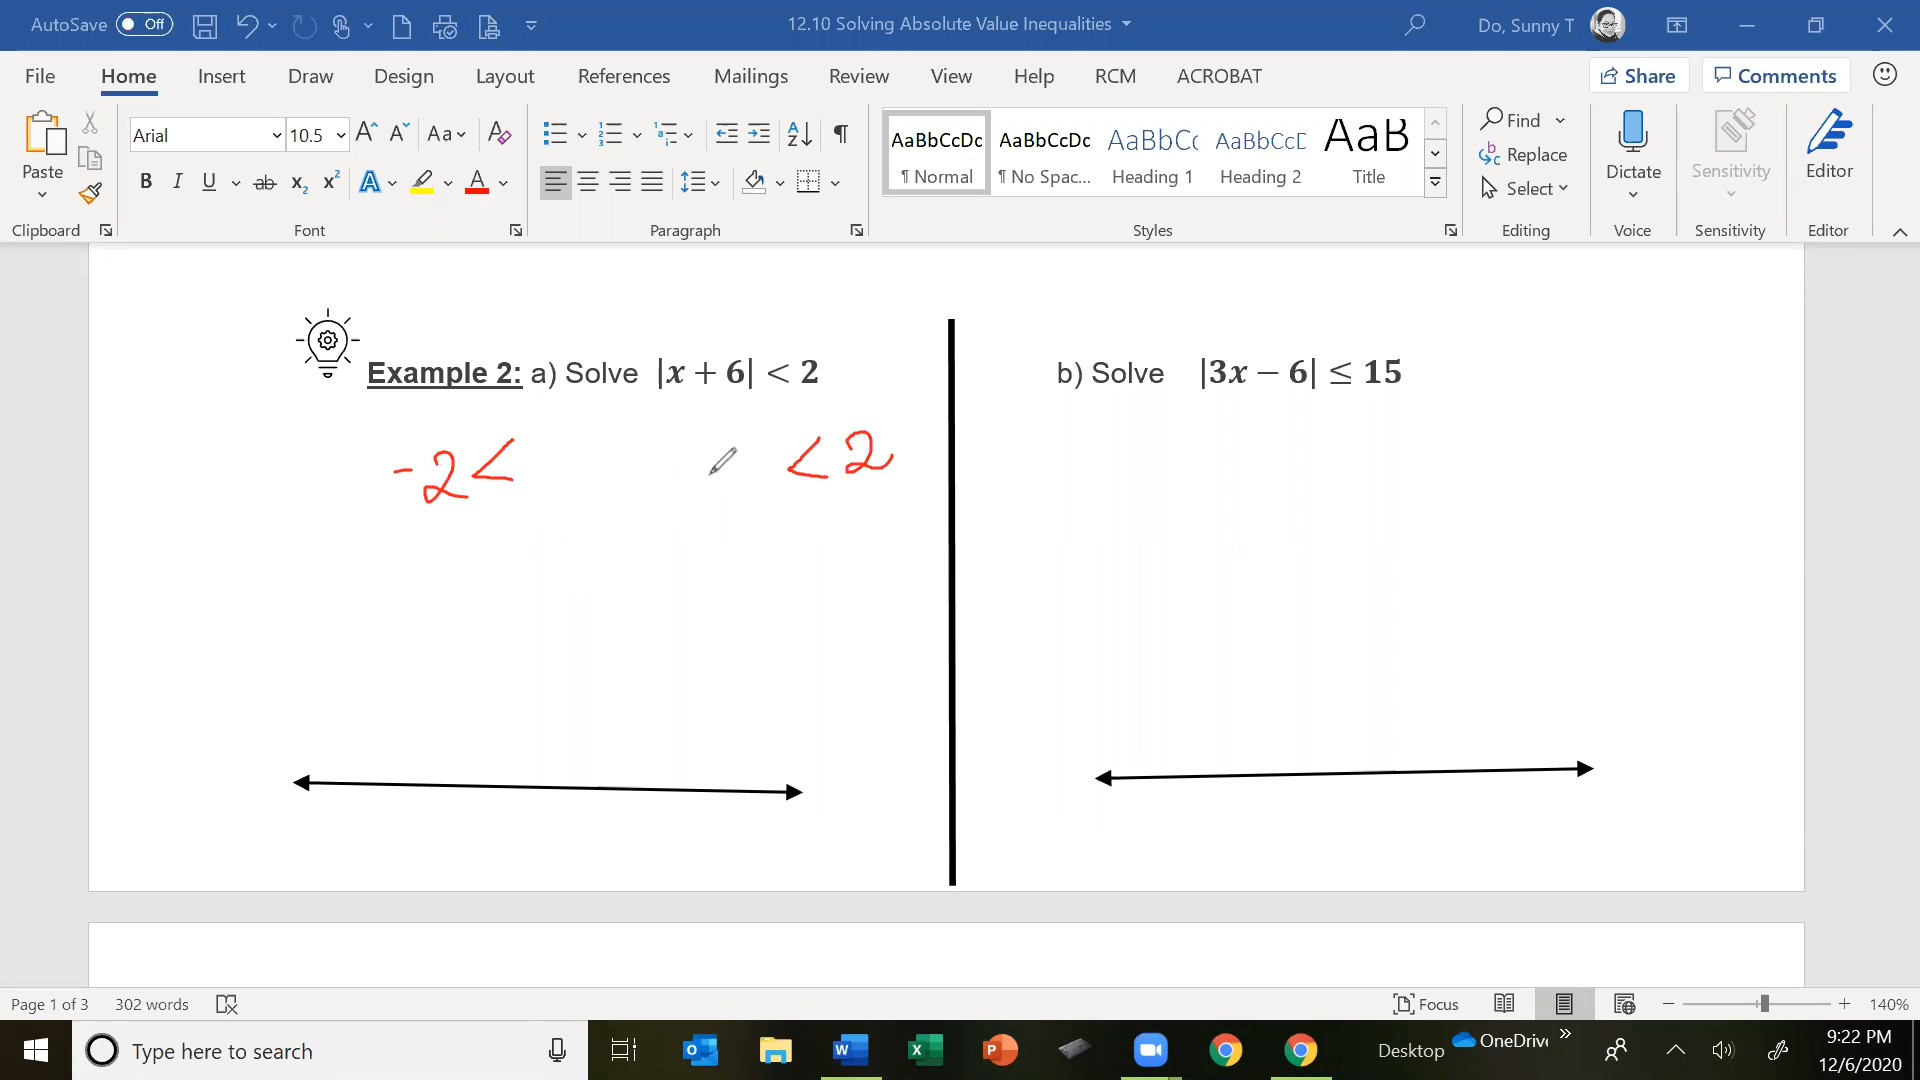 AutoSave Off 12.10 Solving Absolute Value Inequalities Do, Sunny T
File Home Insert Draw Design Layout References Mailings Review View Help RCM ACROBAT Share Comments
Paste
Clipboard
Arial 10.5 A A Aa A
B I U ab x₂ x² A A
Font
Paragraph
AaBbCcDc AaBbCcDc AaBbCc AaBbCcD AaB
¶ Normal ¶ No Spac... Heading 1 Heading 2 Title
Styles
Find
Replace
Select
Editing
Dictate
Voice
Sensitivity
Sensitivity
Editor
Editor
Example 2: a) Solve |x + 6| < 2
b) Solve |3x − 6| ≤ 15
-2 < < 2
Page 1 of 3 302 words Focus 140%
Type here to search Desktop OneDrive 9:22 PM
12/6/2020